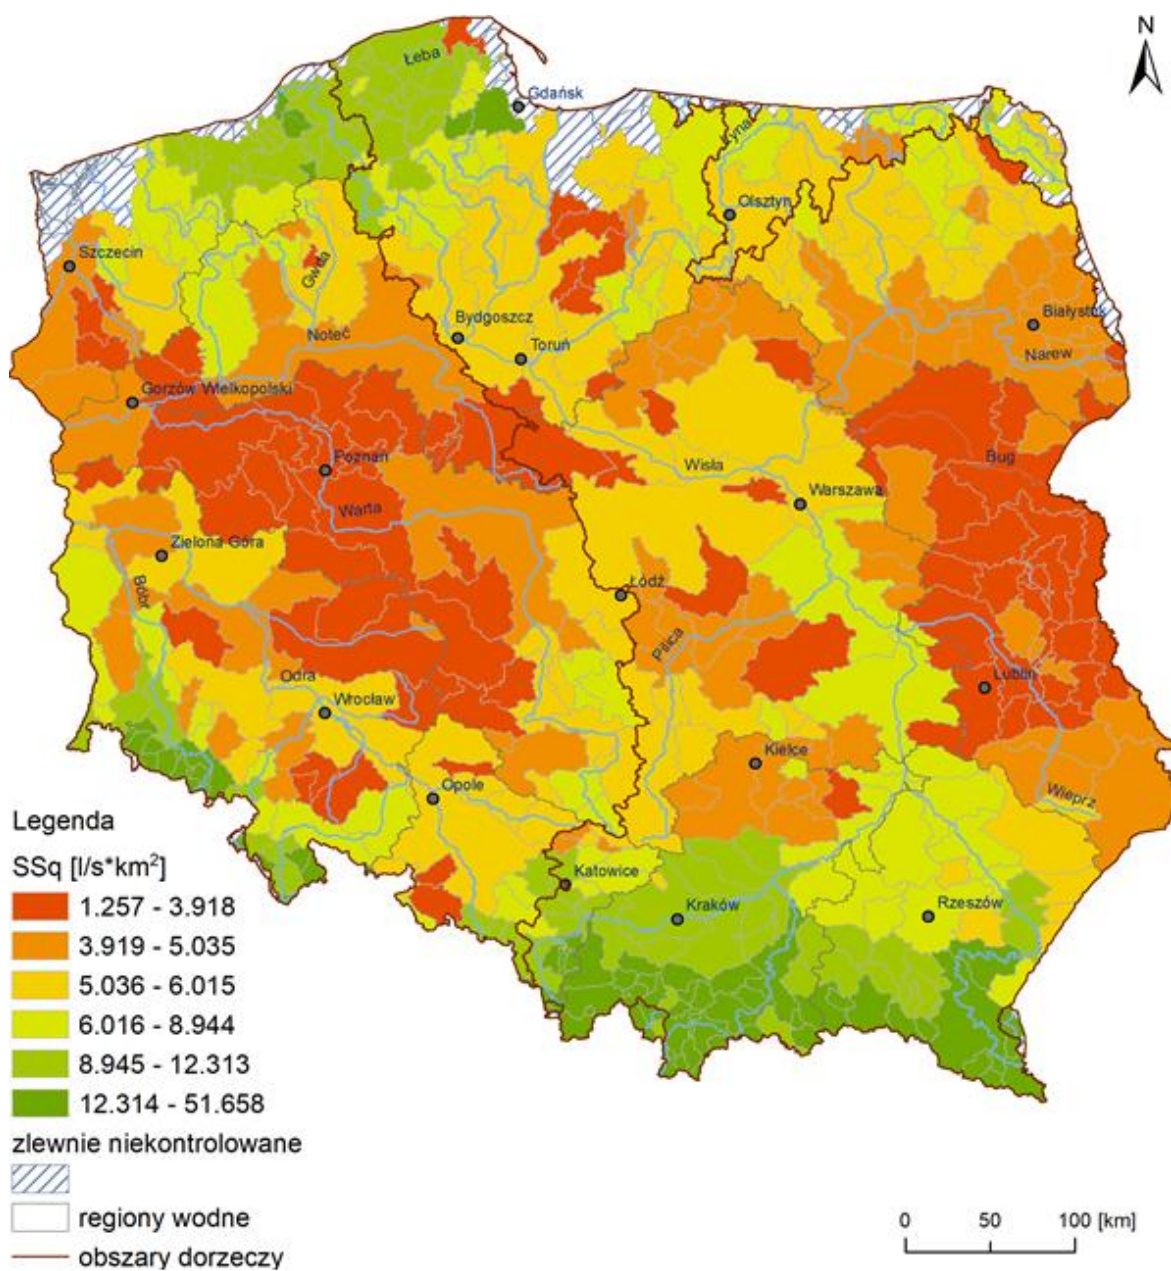 N
Łeba
Gdańsk
Łyna
Olsztyn
Szczecin
Gwda
Białystok
Bydgoszcz
Noteć
Toruń
Narew
Gorzów Wielkopolski
Poznań
Bug
Wisła
Warszawa
Warta
Zielona Góra
Łódź
Bóbr
Pilica
Odra
Lublin
Wrocław
Kielce
Opole
Wieprz
Katowice
Kraków
Rzeszów
Legenda
SSq [l/s*km²]
1.257 - 3.918
3.919 - 5.035
5.036 - 6.015
6.016 - 8.944
8.945 - 12.313
12.314 - 51.658
zlewnie niekontrolowane
regiony wodne
obszary dorzeczy
0 50 100 [km]